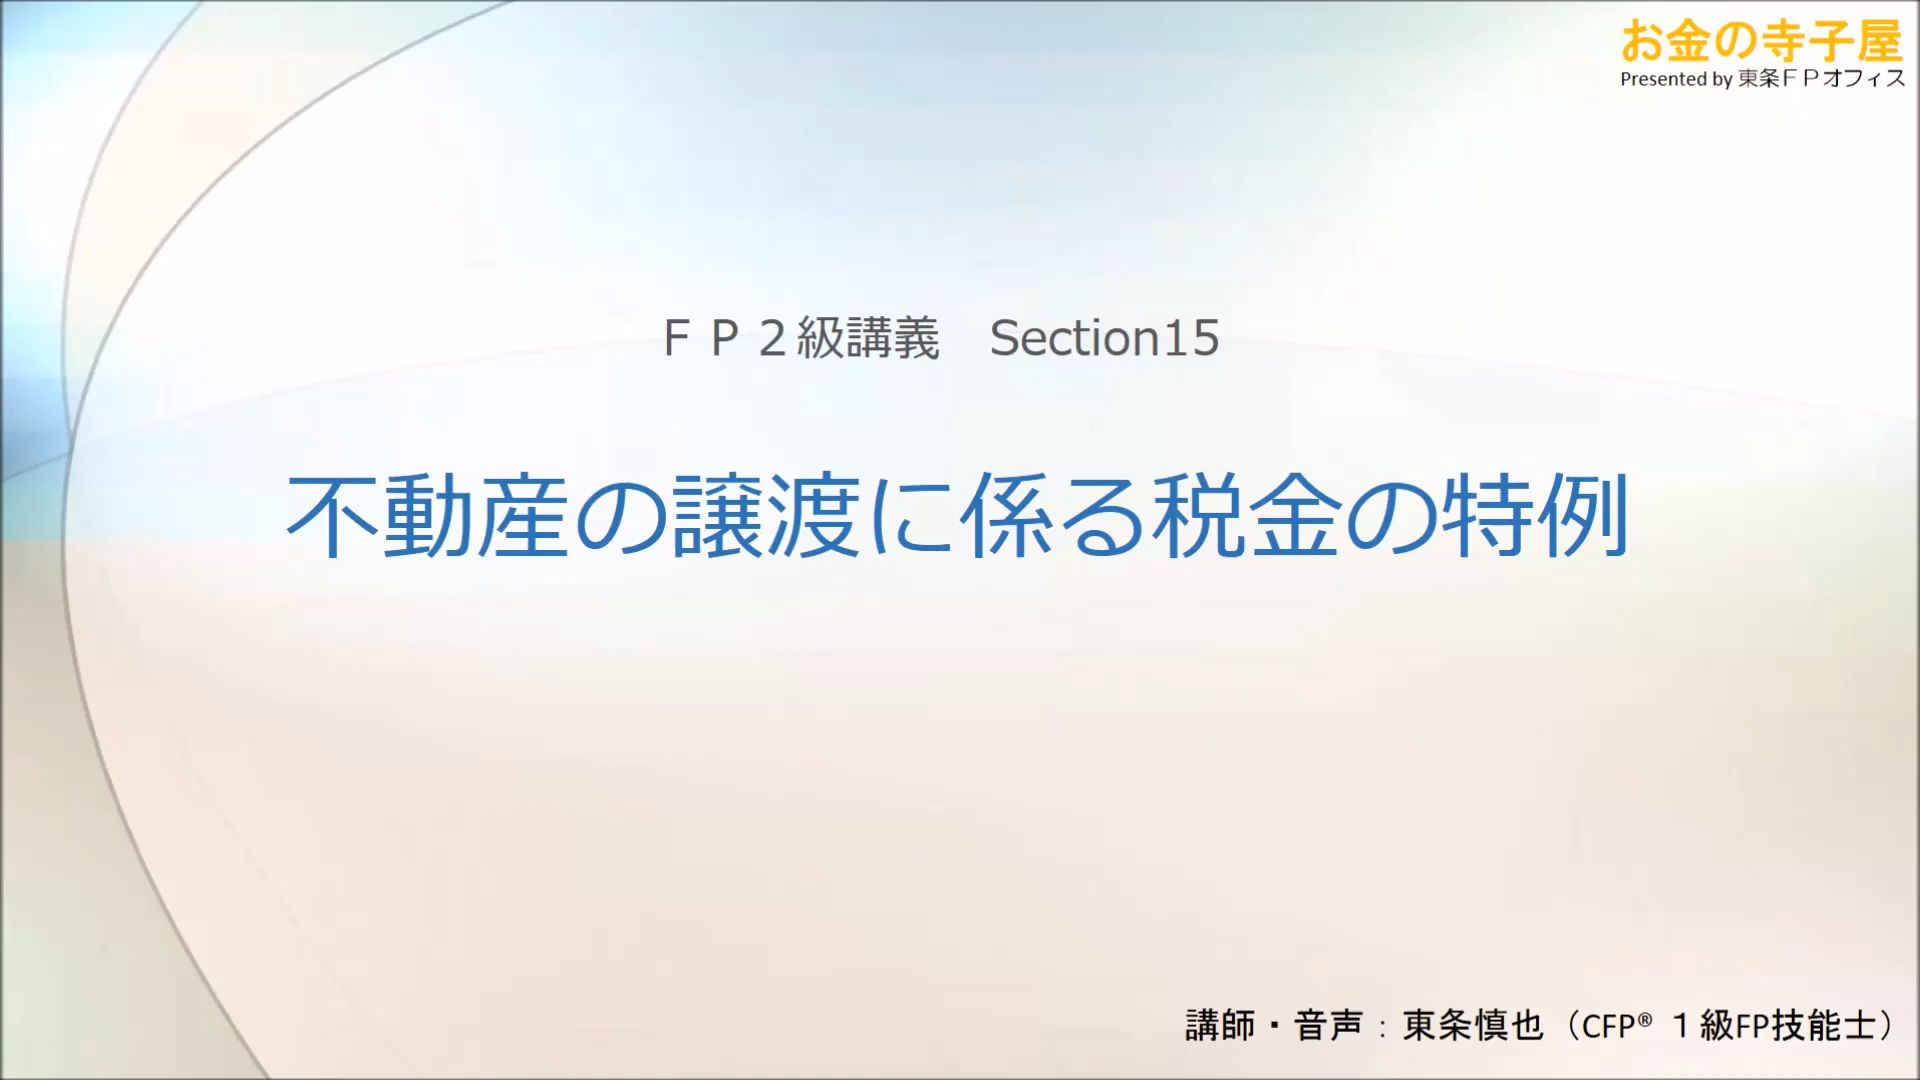 お金の寺子屋
Presented by 東条ＦＰオフィス
ＦＰ２級講義　Section15
不動産の譲渡に係る税金の特例
講師・音声：東条慎也（CFP® １級FP技能士）